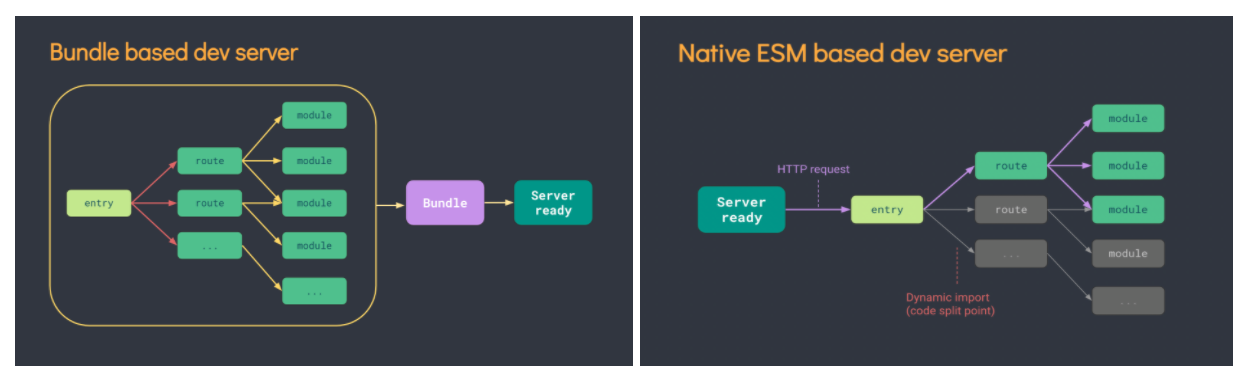 Bundle based dev server
module
route
module
entry
route
module
Bundle
Server
ready
...
module
...
Native ESM based dev server
module
HTTP request
route
module
Server
ready
entry
route
module
...
module
Dynamic import
(code split point)
...